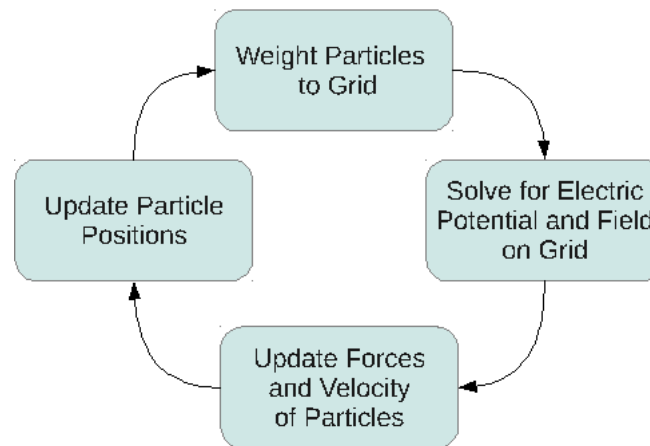 Weight Particles
to Grid
Solve for Electric
Potential and Field
on Grid
Update Forces
and Velocity
of Particles
Update Particle
Positions